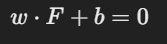 w · F + b = 0